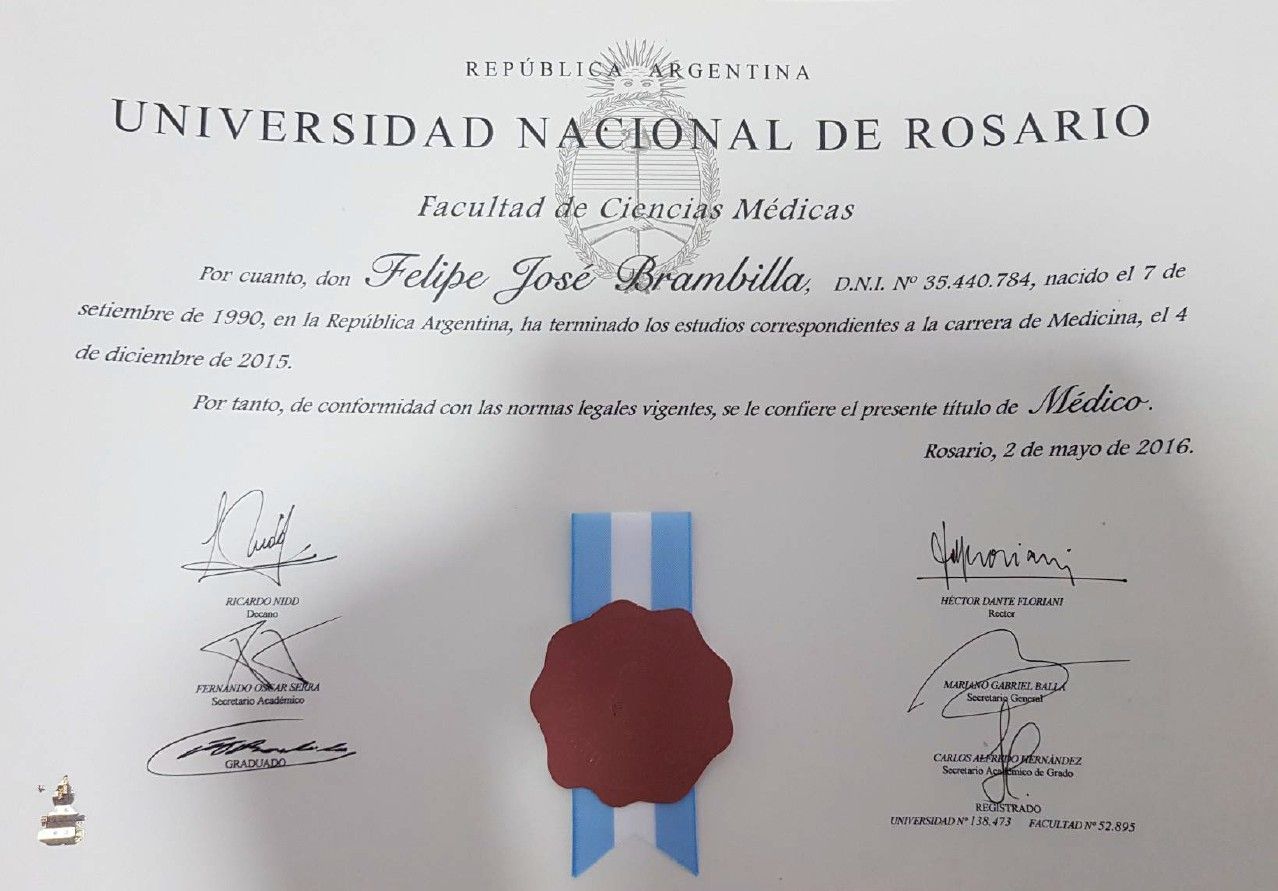 REPÚBLICA ARGENTINA
UNIVERSIDAD NACIONAL DE ROSARIO
Facultad de Ciencias Médicas
Por cuanto, don Felipe José Brambilla, D.N.I. Nº 35.440.784, nacido el 7 de
setiembre de 1990, en la República Argentina, ha terminado los estudios correspondientes a la carrera de Medicina, el 4
de diciembre de 2015.
Por tanto, de conformidad con las normas legales vigentes, se le confiere el presente título de Médico.
Rosario, 2 de mayo de 2016.
RICARDO NIDD
Decano
FERNANDO OSCAR SERRA
Secretario Académico
GRADUADO
HÉCTOR DANTE FLORIANI
Rector
MARIANO GABRIEL BALLA
Secretario General
CARLOS ALFREDO HERNÁNDEZ
Secretario Académico de Grado
REGISTRADO
UNIVERSIDAD Nº 138.473 FACULTAD Nº 52.895